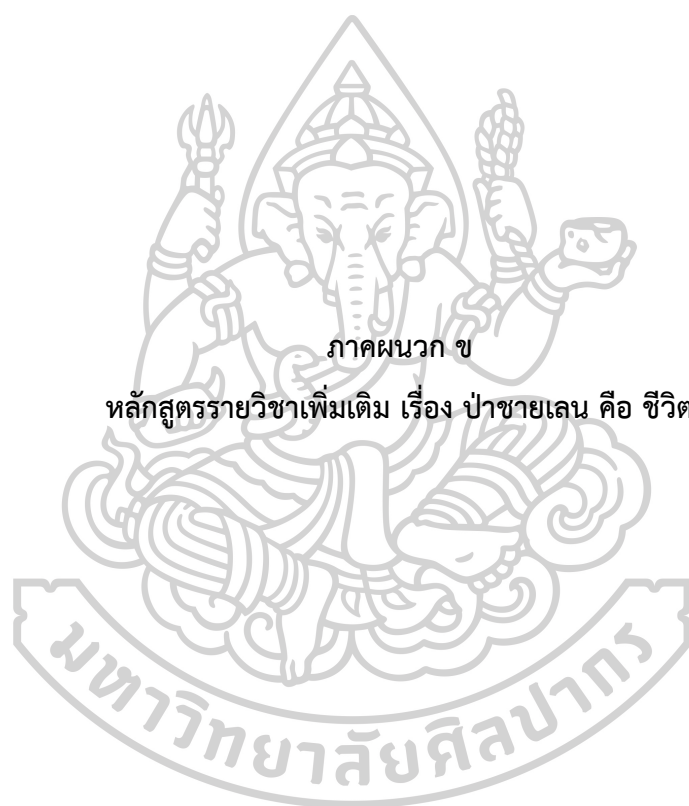 ภาคผนวก ข
หลักสูตรรายวิชาเพิ่มเติม เรื่อง ป่าชายเลน คือ ชีวิต
มหาวิทยาลัยศิลปากร